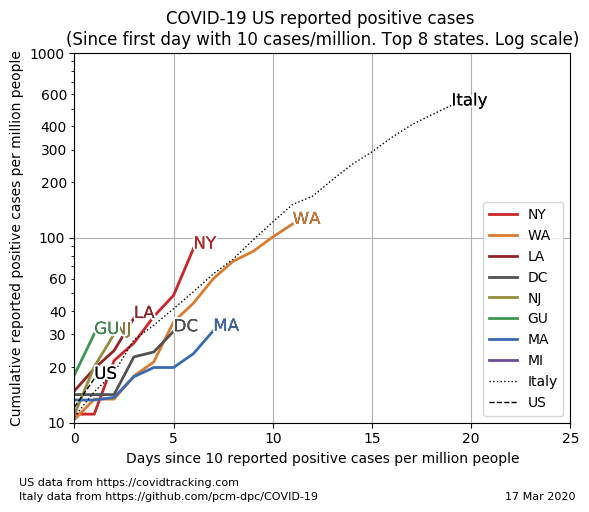 COVID-19 US reported positive cases
(Since first day with 10 cases/million. Top 8 states. Log scale)
Cumulative reported positive cases per million people
1000
600
400
300
200
100
60
40
30
20
10
Italy
WA
NY
LA
GU
NJ
DC
MA
US
NY
WA
LA
DC
NJ
GU
MA
MI
Italy
US
0 5 10 15 20 25
Days since 10 reported positive cases per million people
US data from https://covidtracking.com
Italy data from https://github.com/pcm-dpc/COVID-19
17 Mar 2020